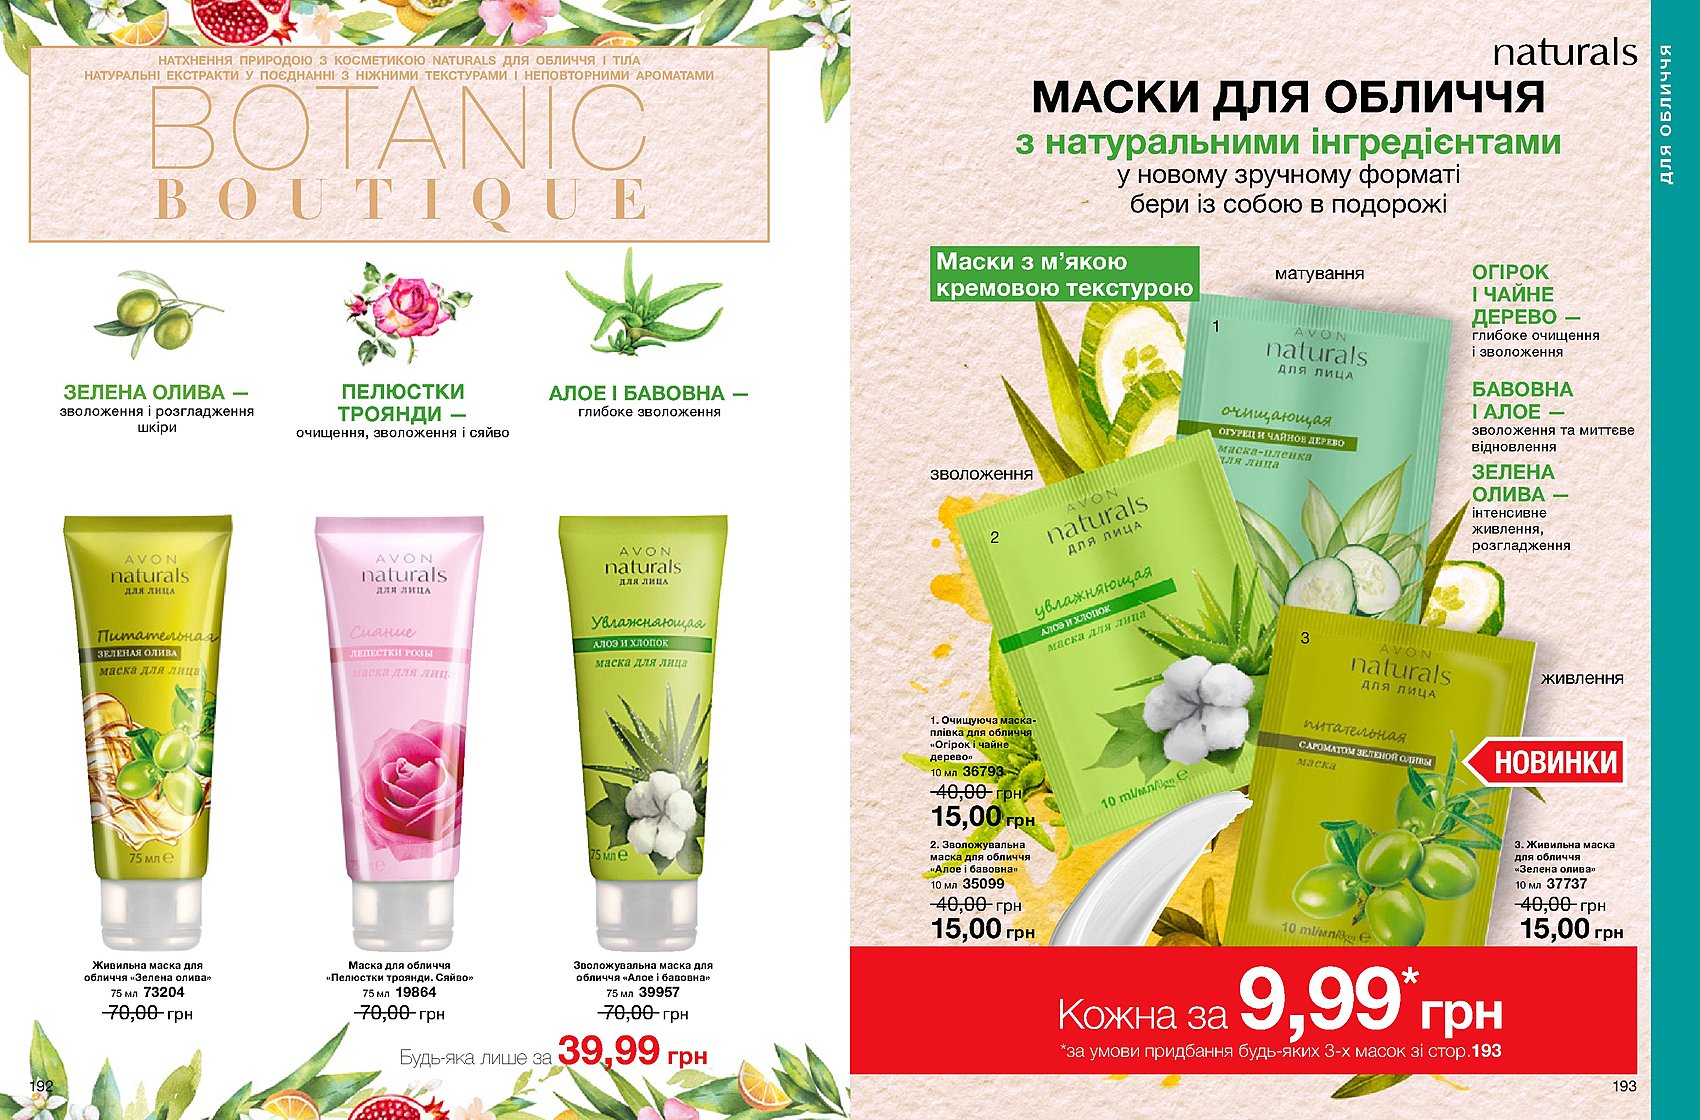 НАТХНЕННЯ ПРИРОДОЮ З КОСМЕТИКОЮ NATURALS ДЛЯ ОБЛИЧЧЯ І ТІЛА
НАТУРАЛЬНІ ЕКСТРАКТИ У ПОЄДНАННІ З НІЖНИМИ ТЕКСТУРАМИ І НЕПОВТОРНИМИ АРОМАТАМИ
BOTANIC
BOUTIQUE
ЗЕЛЕНА ОЛИВА —
зволоження і розгладження
шкіри
ПЕЛЮСТКИ
ТРОЯНДИ —
очищення, зволоження і сяйво
АЛОЕ І БАВОВНА —
глибоке зволоження
AVON
naturals
ДЛЯ ЛИЦА
Питательная
ЗЕЛЕНАЯ ОЛИВА
маска для лица
75 мл e
AVON
naturals
ДЛЯ ЛИЦА
Сияние
ЛЕПЕСТКИ РОЗЫ
маска для лица
75 мл e
AVON
naturals
ДЛЯ ЛИЦА
Увлажняющая
АЛОЭ И ХЛОПОК
маска для лица
75 мл e
Живильна маска для
обличчя «Зелена олива»
75 мл 73204
70,00 грн
Маска для обличчя
«Пелюстки троянди. Сяйво»
75 мл 19864
70,00 грн
Зволожувальна маска для
обличчя «Алое і бавовна»
75 мл 39957
70,00 грн
Будь-яка лише за 39,99 грн
192
naturals
ДЛЯ ОБЛИЧЧЯ
МАСКИ ДЛЯ ОБЛИЧЧЯ
з натуральними інгредієнтами
у новому зручному форматі
бери із собою в подорожі
Маски з м’якою
кремовою текстурою
матування
ОГІРОК
І ЧАЙНЕ
ДЕРЕВО —
глибоке очищення
і зволоження
БАВОВНА
І АЛОЕ —
зволоження та миттєве
відновлення
ЗЕЛЕНА
ОЛИВА —
інтенсивне
живлення,
розгладження
1
AVON
naturals
ДЛЯ ЛИЦА
очищающая
ОГУРЕЦ И ЧАЙНОЕ ДЕРЕВО
маска-пленка
для лица
зволоження
2
AVON
naturals
ДЛЯ ЛИЦА
увлажняющая
АЛОЭ И ХЛОПОК
маска для лица
10 ml/мл/
3
AVON
naturals
ДЛЯ ЛИЦА
питательная
С АРОМАТОМ ЗЕЛЕНОЙ ОЛИВЫ
маска
10 ml/мл/
живлення
НОВИНКИ
1. Очищуюча маска-
плівка для обличчя
«Огірок і чайне
дерево»
10 мл 36793
40,00 грн
15,00 грн
2. Зволожувальна
маска для обличчя
«Алое і бавовна»
10 мл 35099
40,00 грн
15,00 грн
3. Живильна маска
для обличчя
«Зелена олива»
10 мл 37737
40,00 грн
15,00 грн
Кожна за 9,99* грн
*за умови придбання будь-яких 3-х масок зі стор.193
193